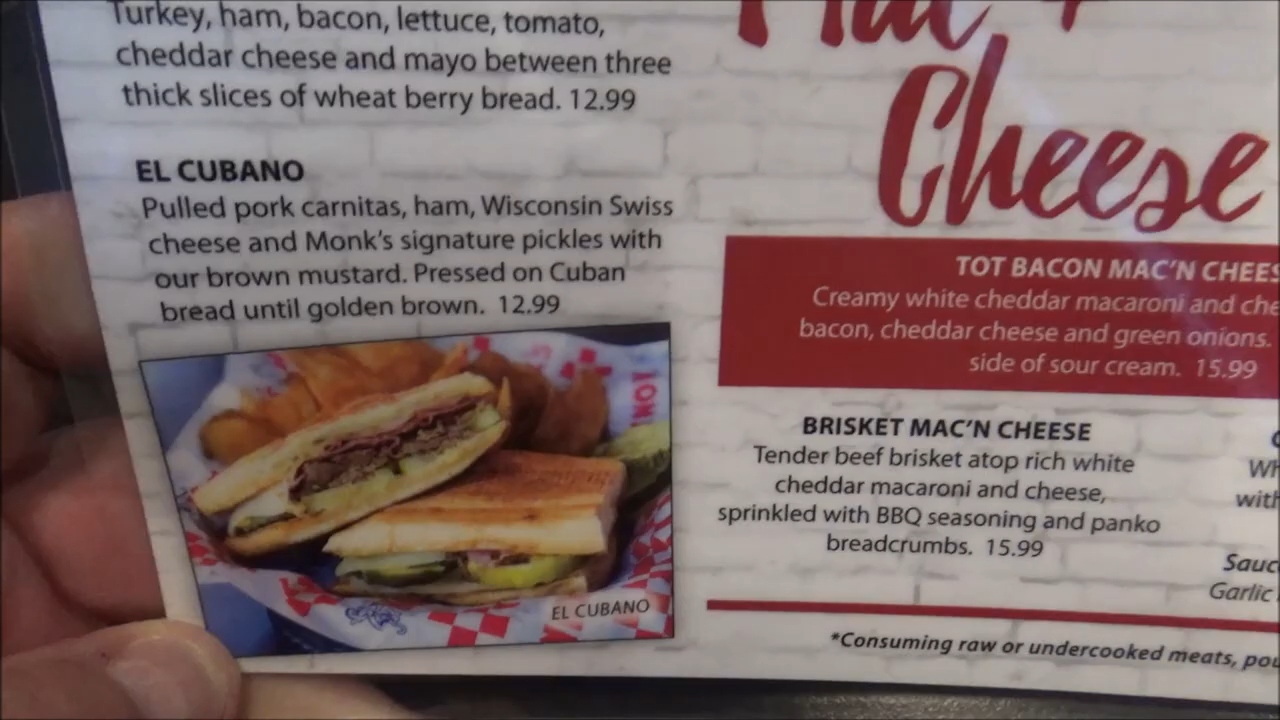 Turkey, ham, bacon, lettuce, tomato,
cheddar cheese and mayo between three
thick slices of wheat berry bread. 12.99
EL CUBANO
Pulled pork carnitas, ham, Wisconsin Swiss
cheese and Monk's signature pickles with
our brown mustard. Pressed on Cuban
bread until golden brown. 12.99
EL CUBANO
Cheese
TOT BACON MAC'N CHEES
Creamy white cheddar macaroni and che
bacon, cheddar cheese and green onions.
side of sour cream. 15.99
BRISKET MAC'N CHEESE
Tender beef brisket atop rich white
cheddar macaroni and cheese,
sprinkled with BBQ seasoning and panko
breadcrumbs. 15.99
Wh
with
Sauc
Garlic
*Consuming raw or undercooked meats, pou